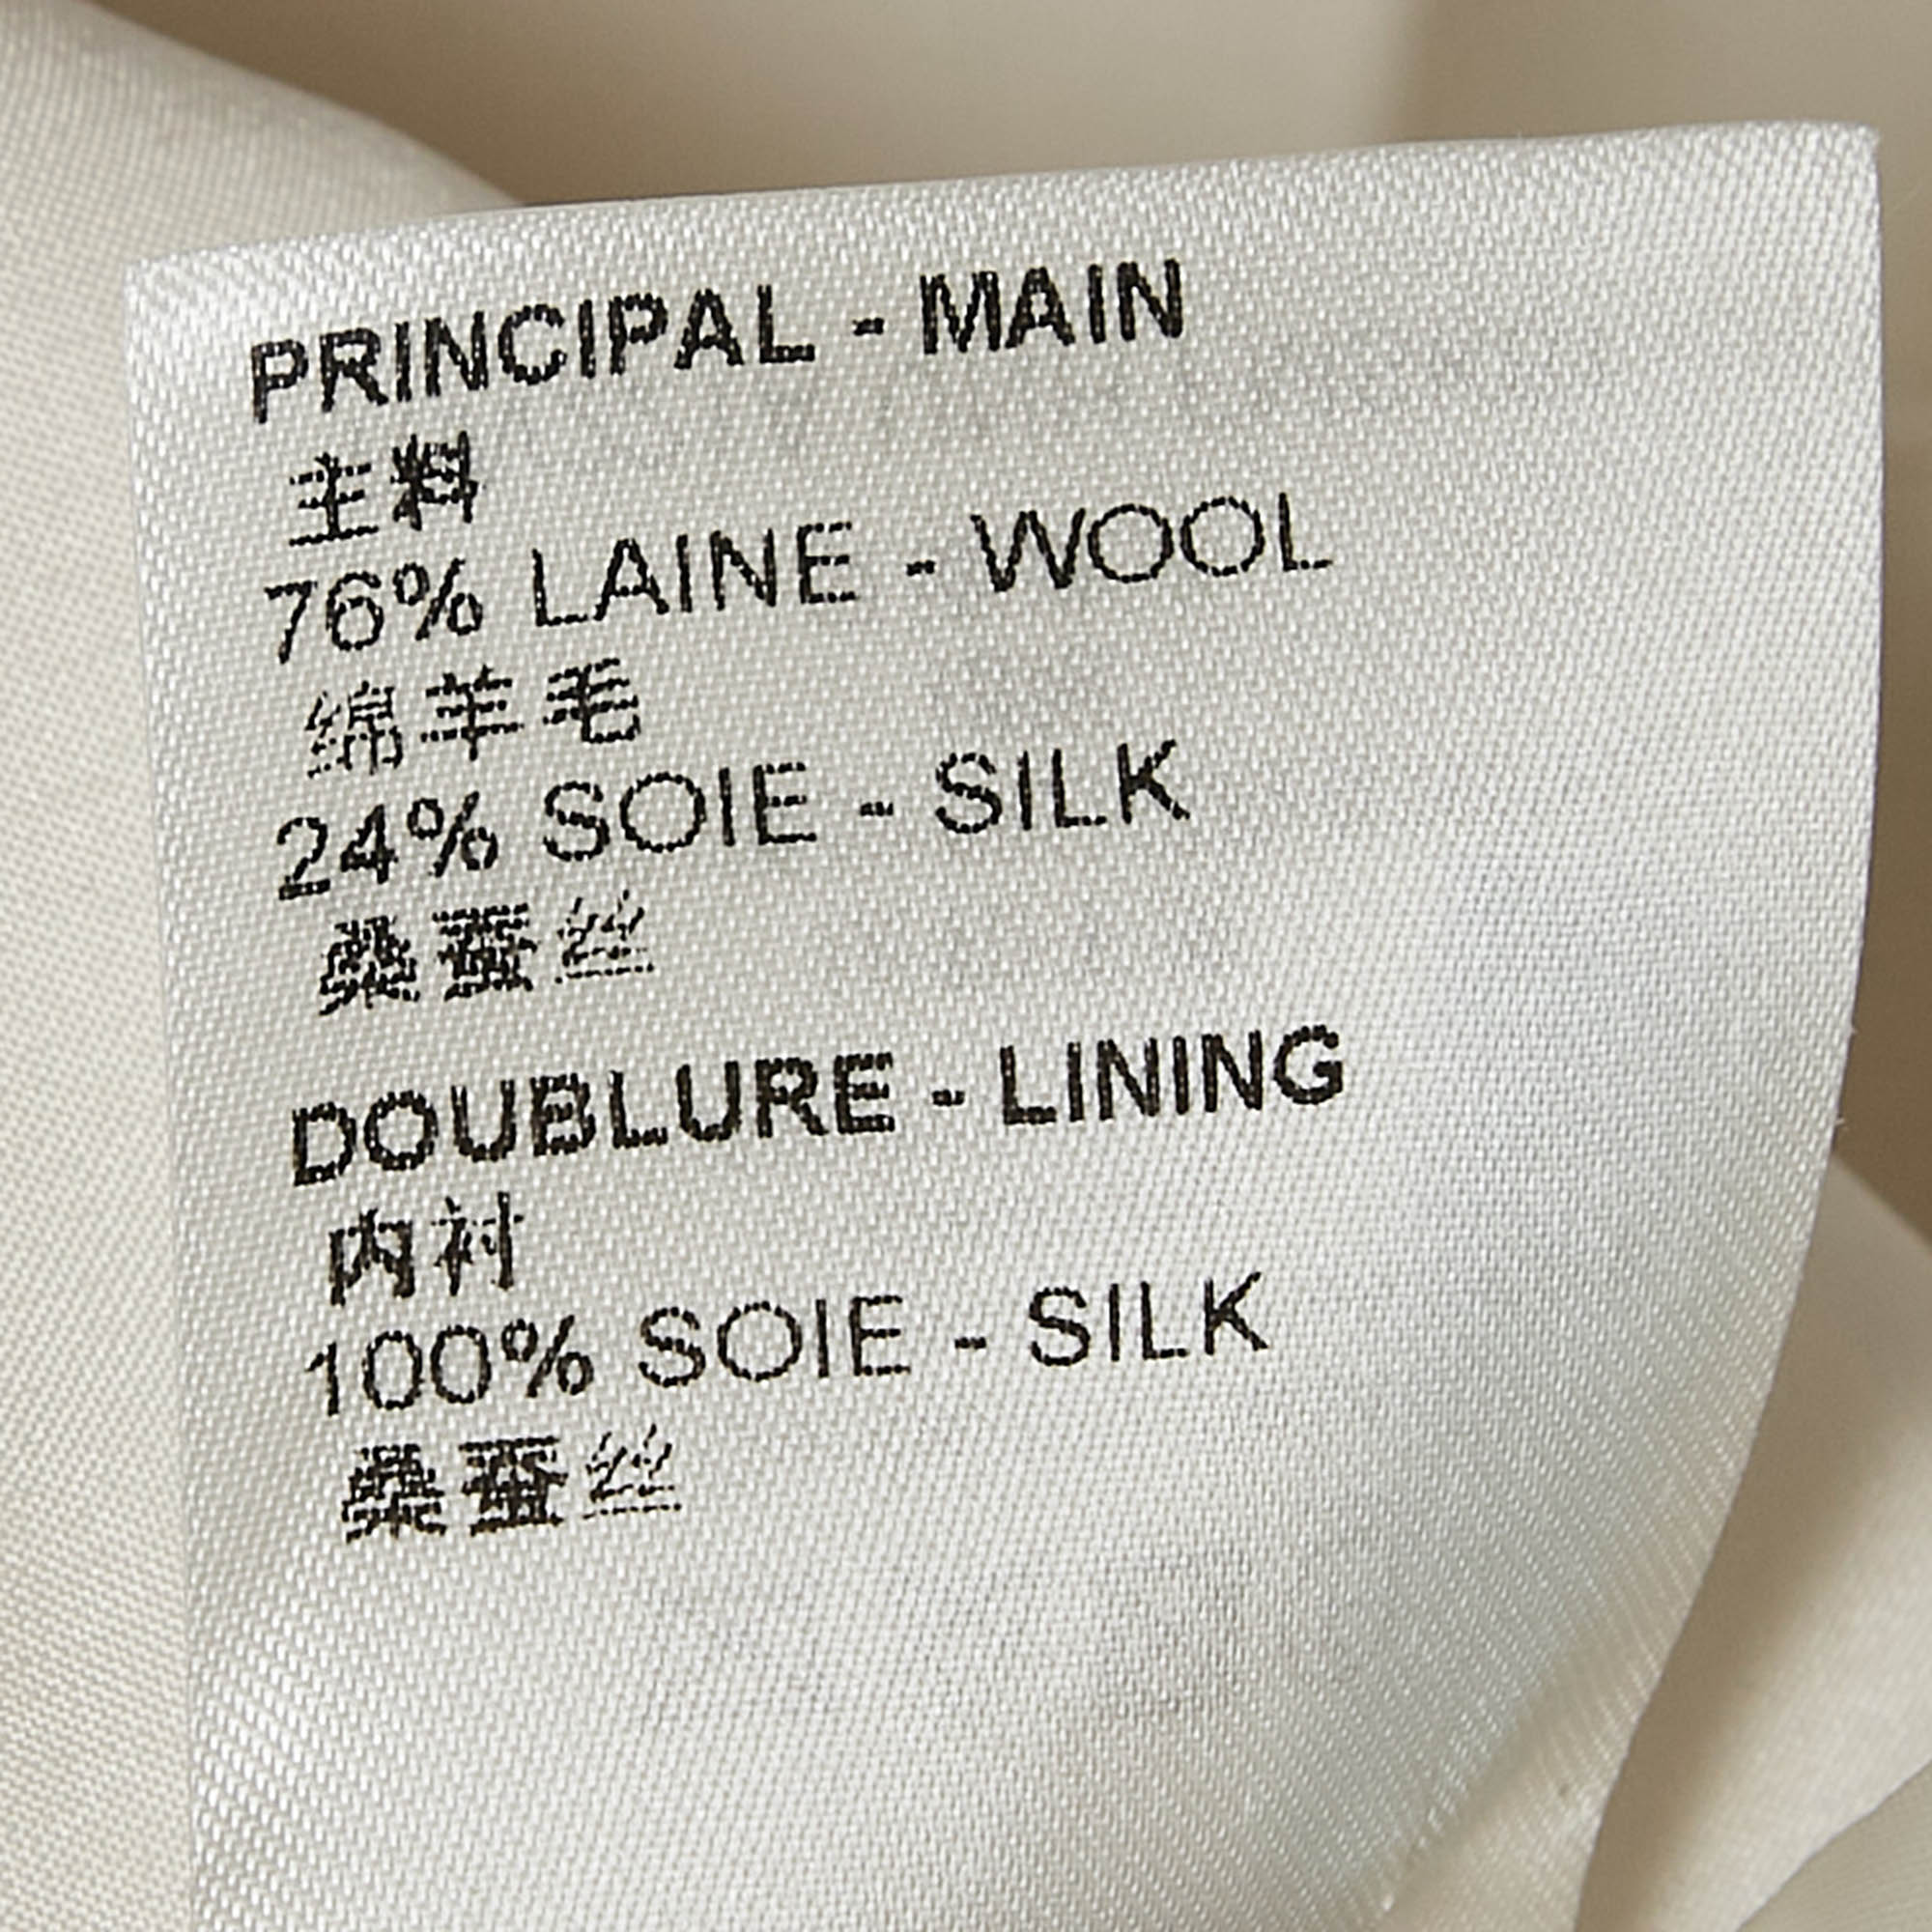 PRINCIPAL - MAIN
主料
76% LAINE - WOOL
绵羊毛
24% SOIE - SILK
桑蚕丝
DOUBLURE - LINING
内衬
100% SOIE - SILK
桑蚕丝